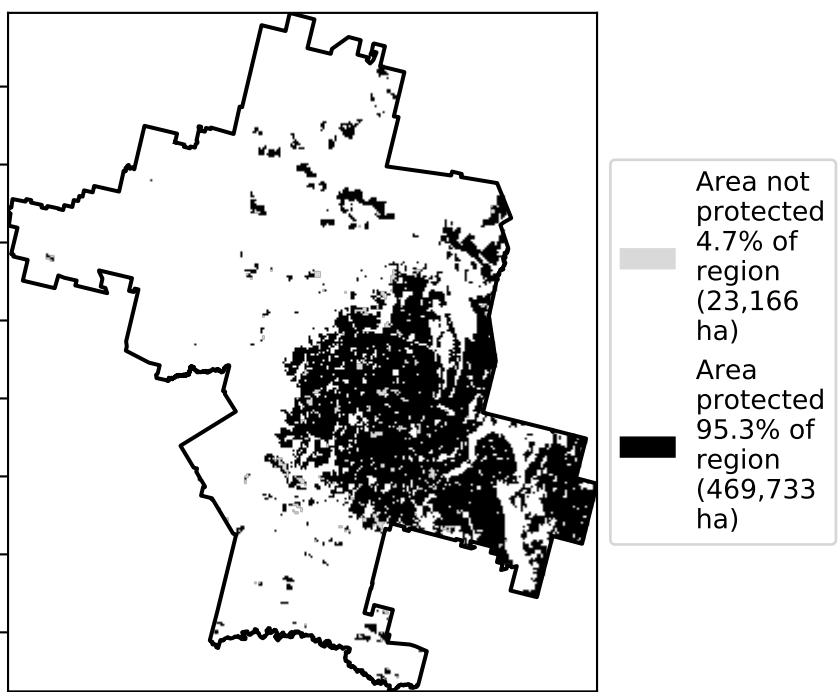 Area not
protected
4.7% of
region
(23,166
ha)
Area
protected
95.3% of
region
(469,733
ha)